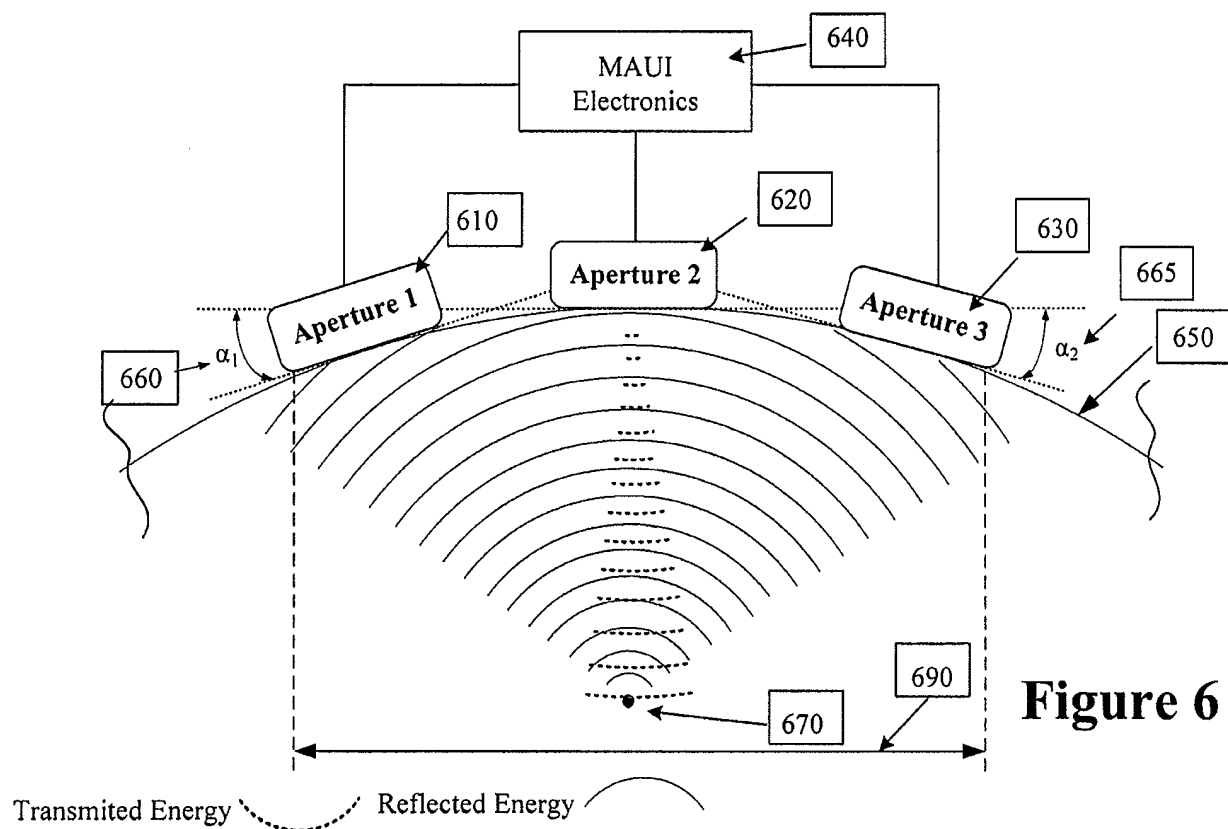 640
MAUI
Electronics
620
610
630
Aperture 2
665
Aperture 1
Aperture 3
650
α1
α2
660
690
Figure 6
670
Transmited Energy
Reflected Energy